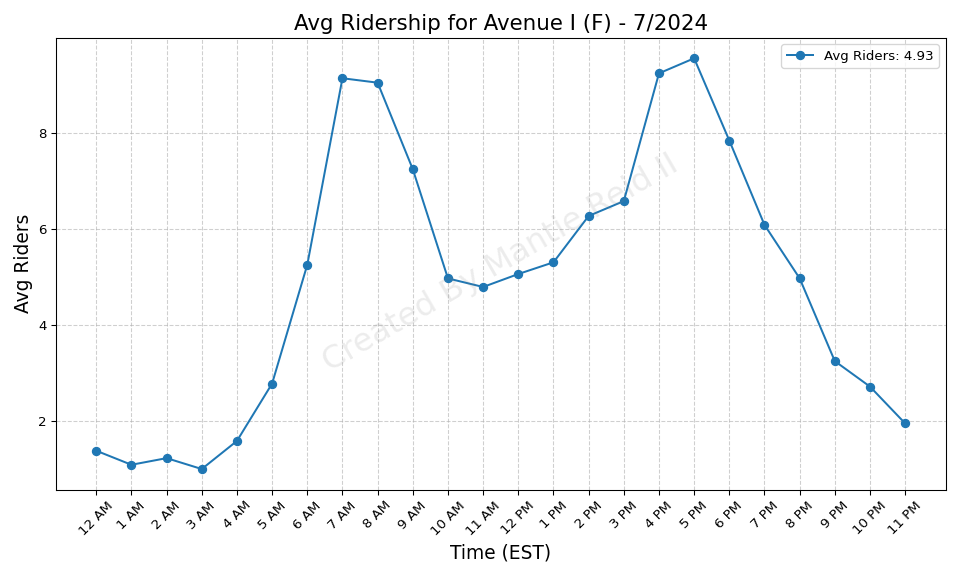 Avg Ridership for Avenue I (F) - 7/2024
Avg Riders: 4.93
Avg Riders
8
6
4
2
Created By Mantie Reid II
12 AM
1 AM
2 AM
3 AM
4 AM
5 AM
6 AM
7 AM
8 AM
9 AM
10 AM
11 AM
12 PM
1 PM
2 PM
3 PM
4 PM
5 PM
6 PM
7 PM
8 PM
9 PM
10 PM
11 PM
Time (EST)